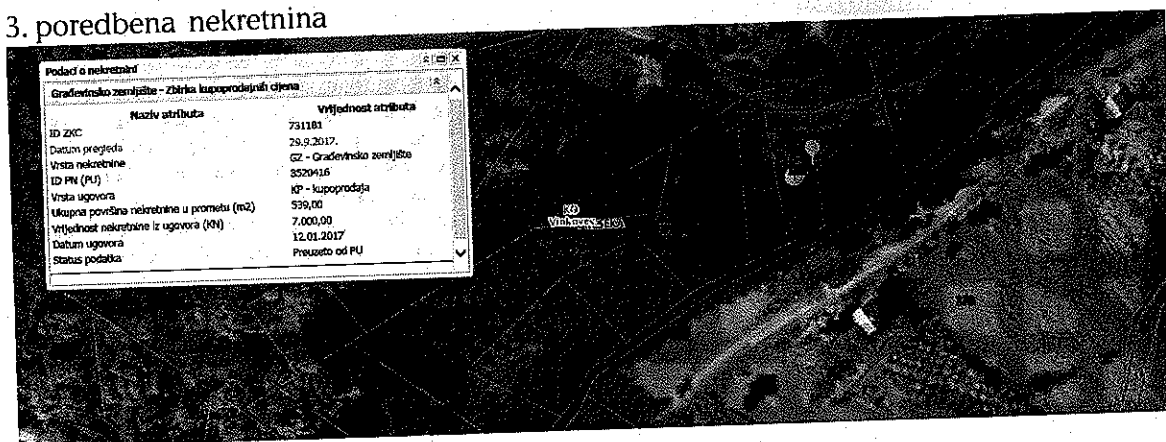 3. poredbena nekretnina
Podaci o nekretnini
Građevinsko zemljište - Zbirka kupoprodajnih cijena
Naziv atributa Vrijednost atributa
ID ZKC 731181
Datum pregleda 29.9.2017.
Vrsta nekretnine GZ - Građevinsko zemljište
ID PN (PU) 3520416
Vrsta ugovora KP - kupoprodaja
Ukupna površina nekretnine u prometu (m2) 539,00
Vrijednost nekretnine iz ugovora (KN) 7.000,00
Datum ugovora 12.01.2017
Status podatka Preuzeto od PU
KO
Vinkovec